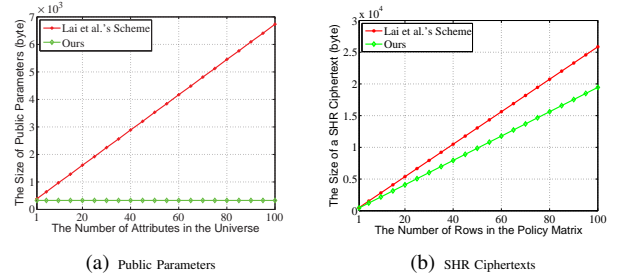 7 x 10^3
6
5
4
3
2
1
0
1 20 40 60 80 100
The Size of Public Parameters (byte)
The Number of Attributes in the Universe
Lai et al.'s Scheme
Ours
(a) Public Parameters
3 x 10^4
2.5
2
1.5
1
0.5
0
1 20 40 60 80 100
The Size of a SHR Ciphertext (byte)
The Number of Rows in the Policy Matrix
Lai et al.'s Scheme
Ours
(b) SHR Ciphertexts